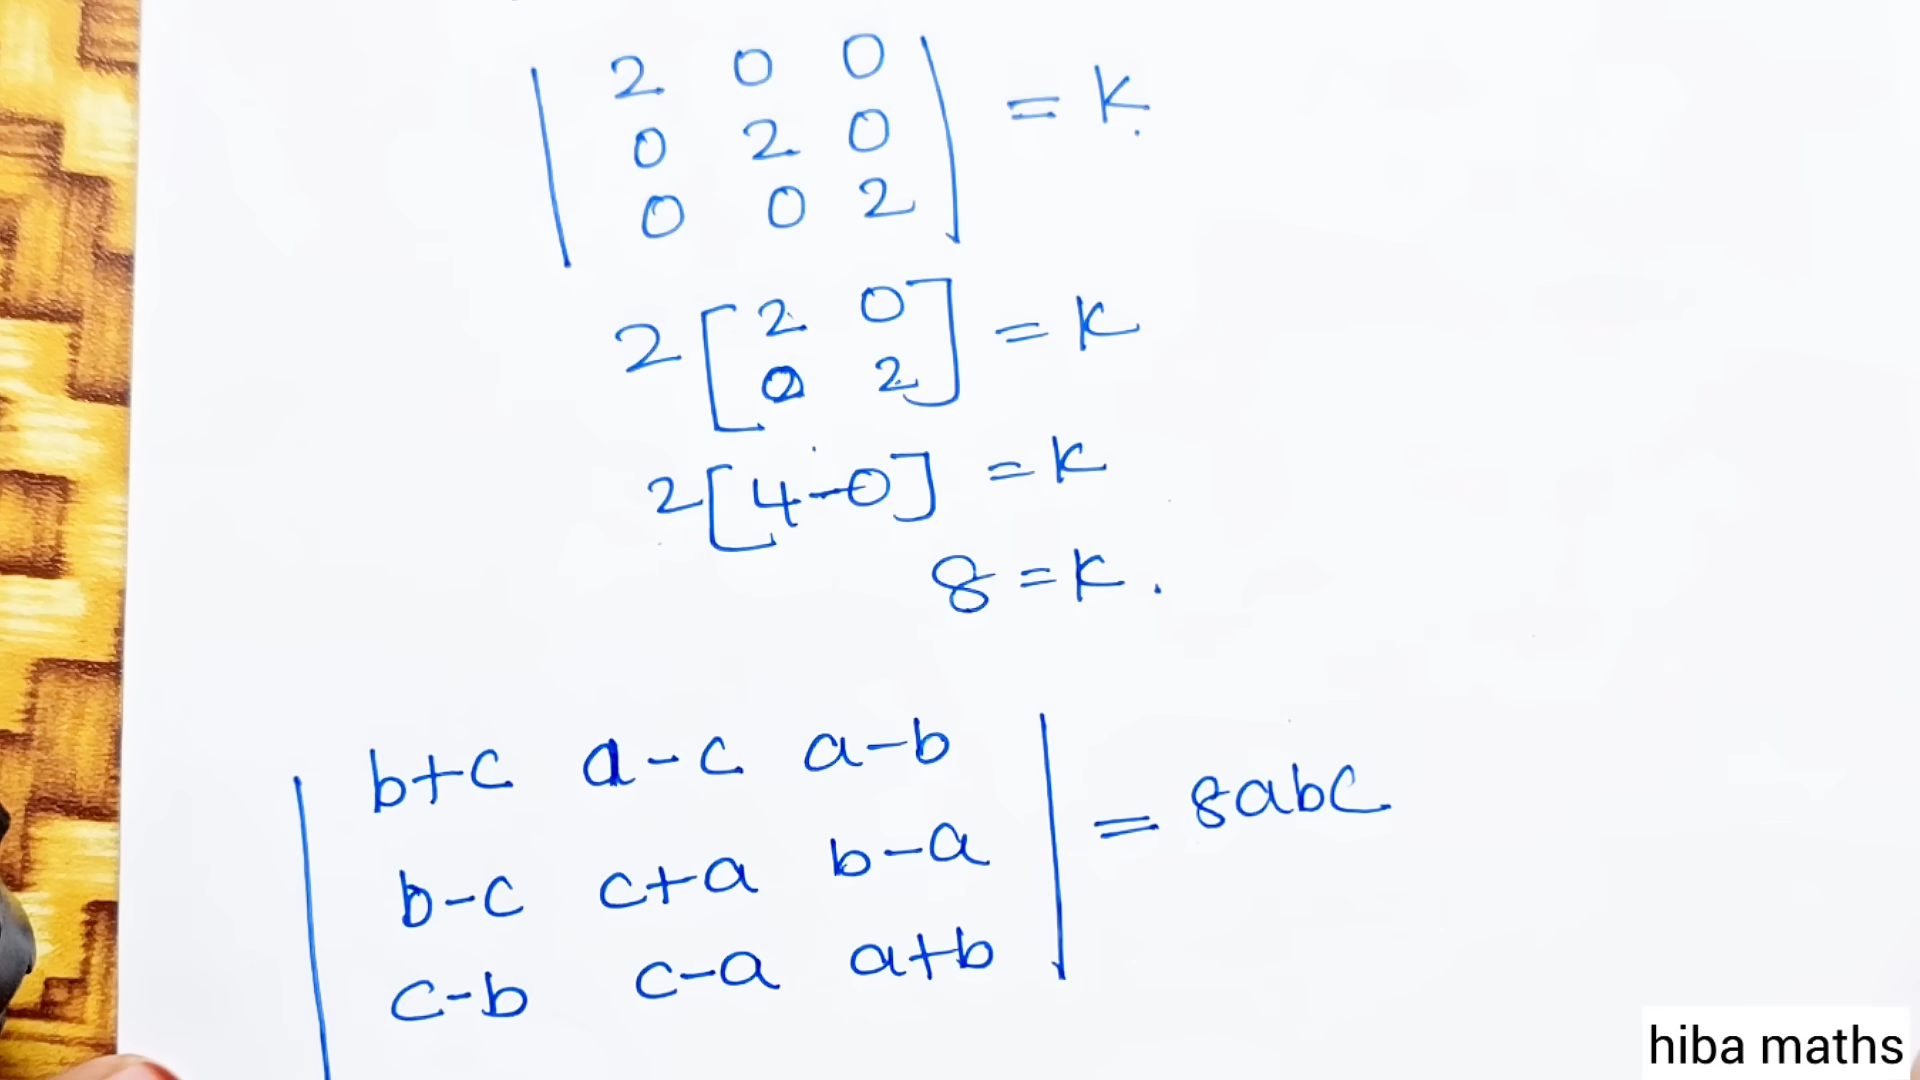 | 2 0 0 |
| 0 2 0 | = K.
| 0 0 2 |
2 [ 2 0 ] = K
[ 0 2 ]
2[4-0] = K
8 = K.
| b+c a-c a-b |
| b-c c+a b-a | = 8abc
| c-b c-a a+b |
hiba maths